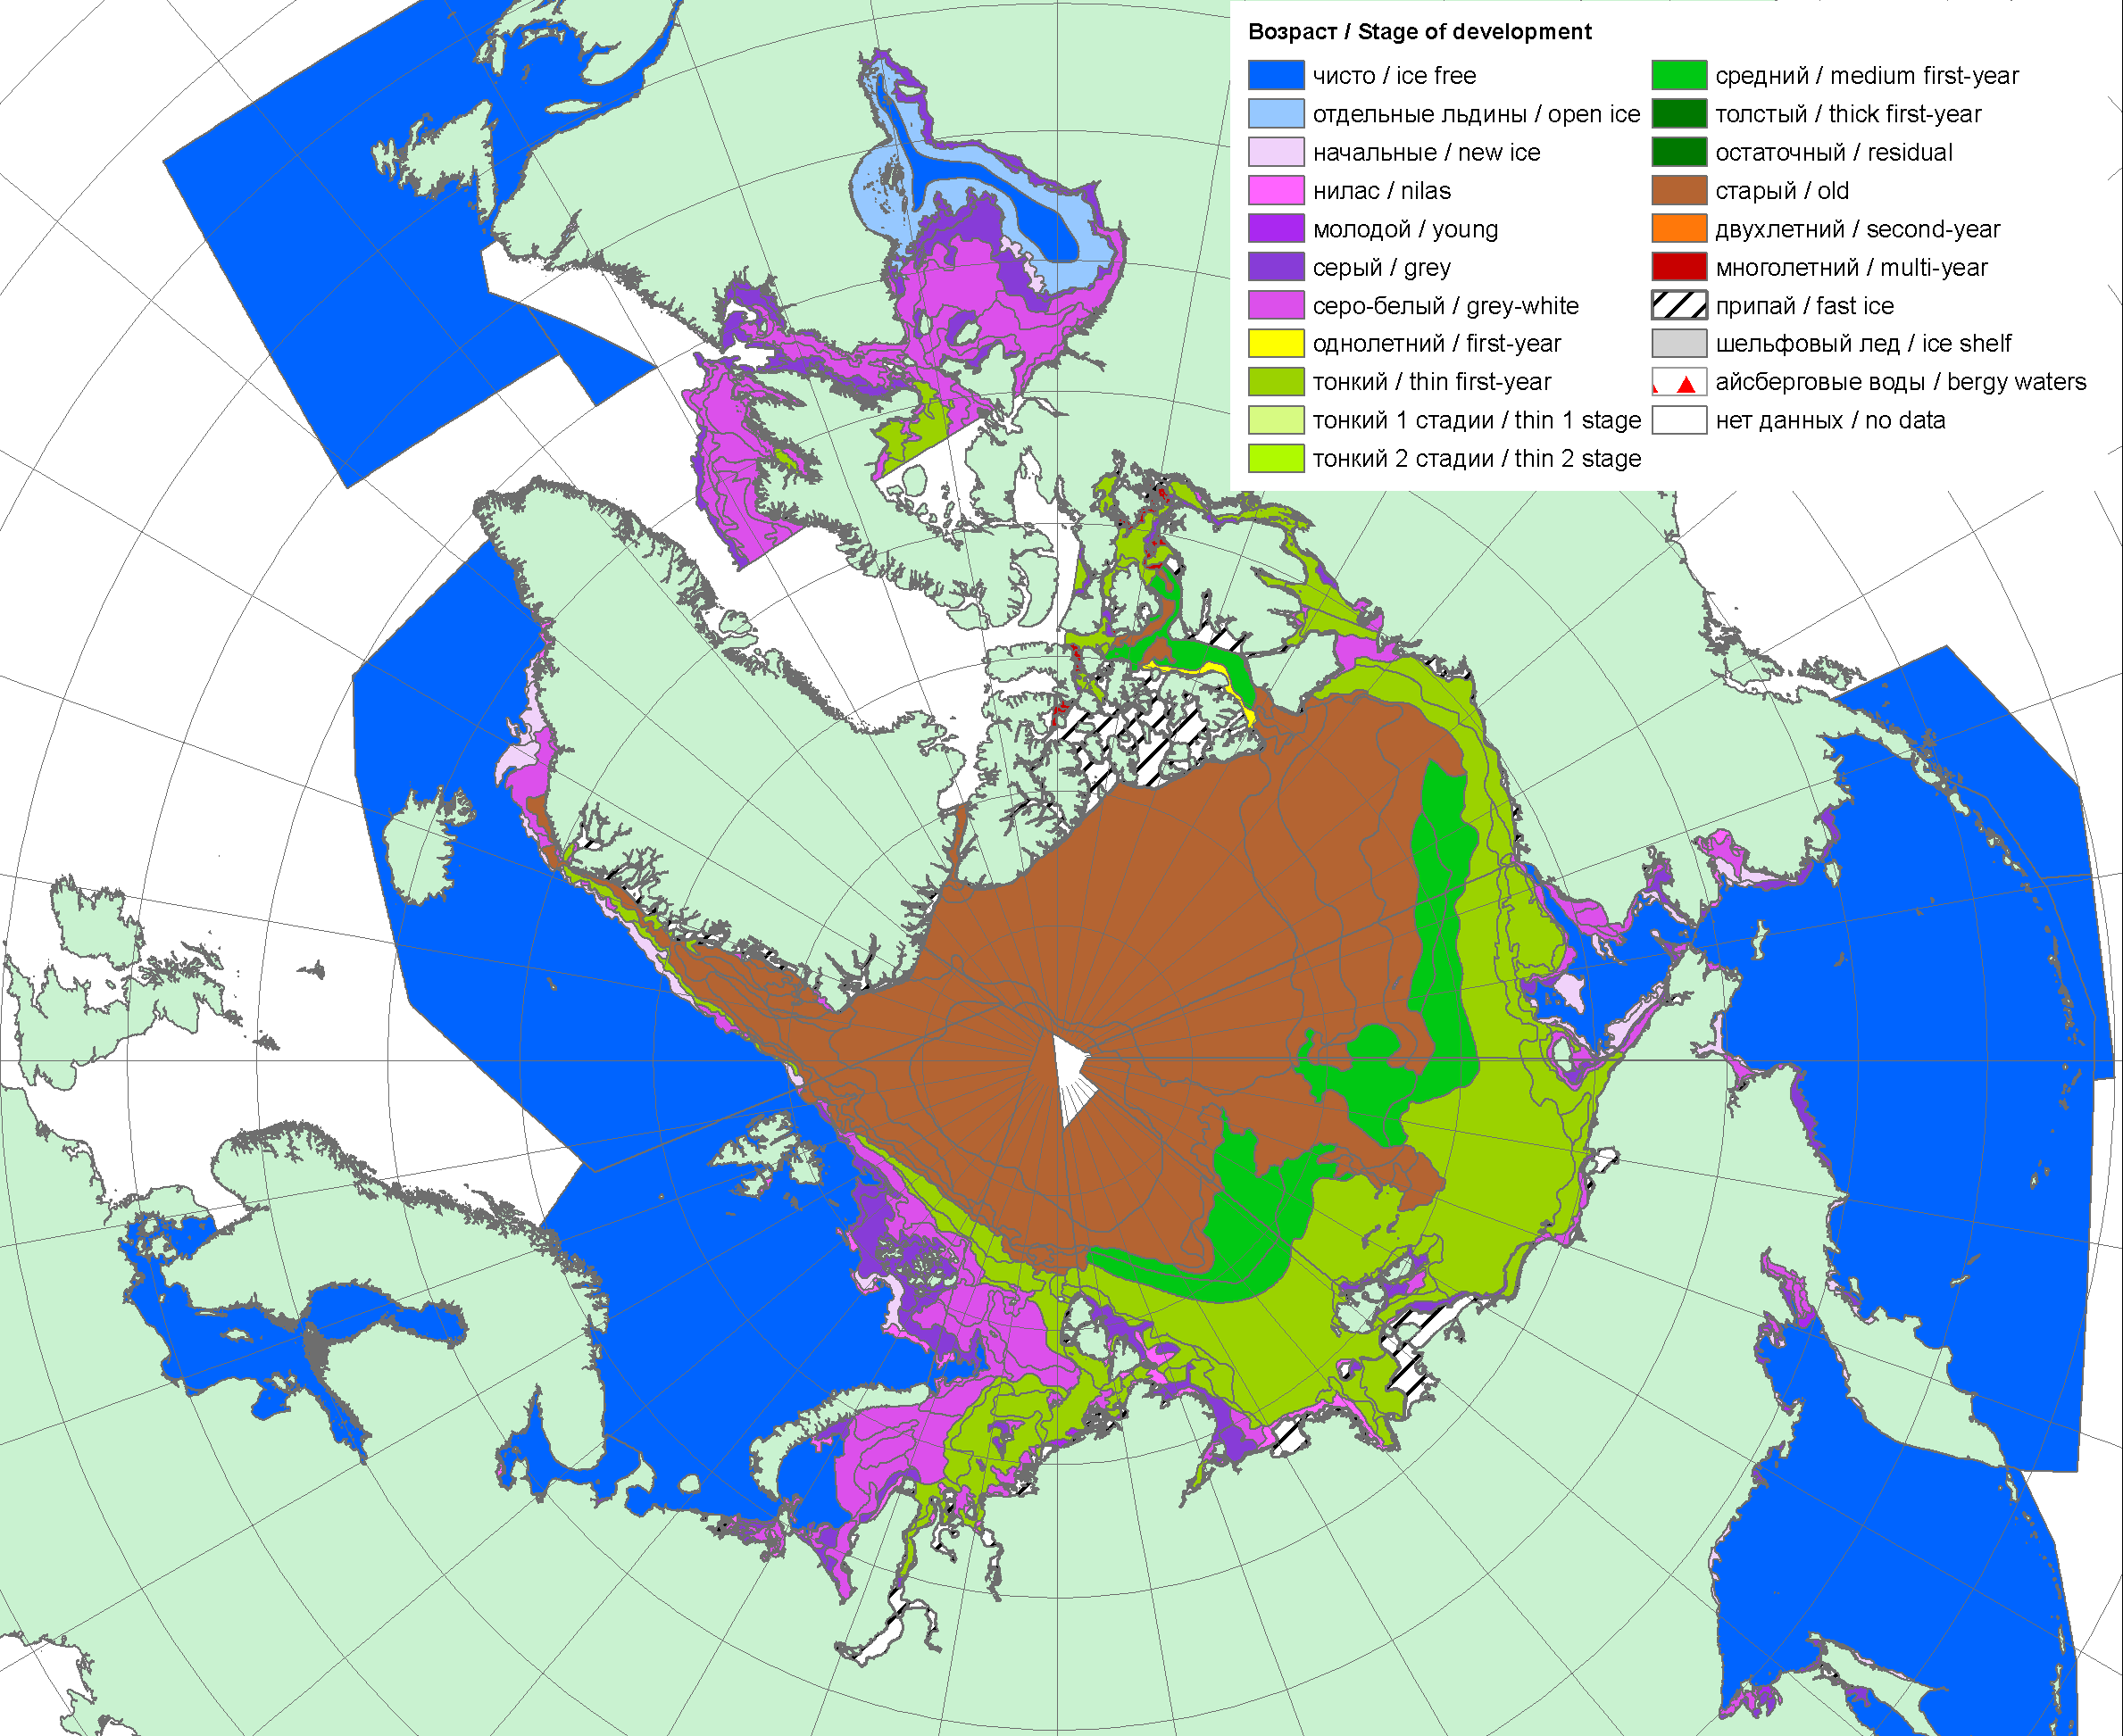 Возраст / Stage of development
чисто / ice free
отдельные льдины / open ice
начальные / new ice
нилас / nilas
молодой / young
серый / grey
серо-белый / grey-white
однолетний / first-year
тонкий / thin first-year
тонкий 1 стадии / thin 1 stage
тонкий 2 стадии / thin 2 stage
средний / medium first-year
толстый / thick first-year
остаточный / residual
старый / old
двухлетний / second-year
многолетний / multi-year
припай / fast ice
шельфовый лед / ice shelf
айсберговые воды / bergy waters
нет данных / no data